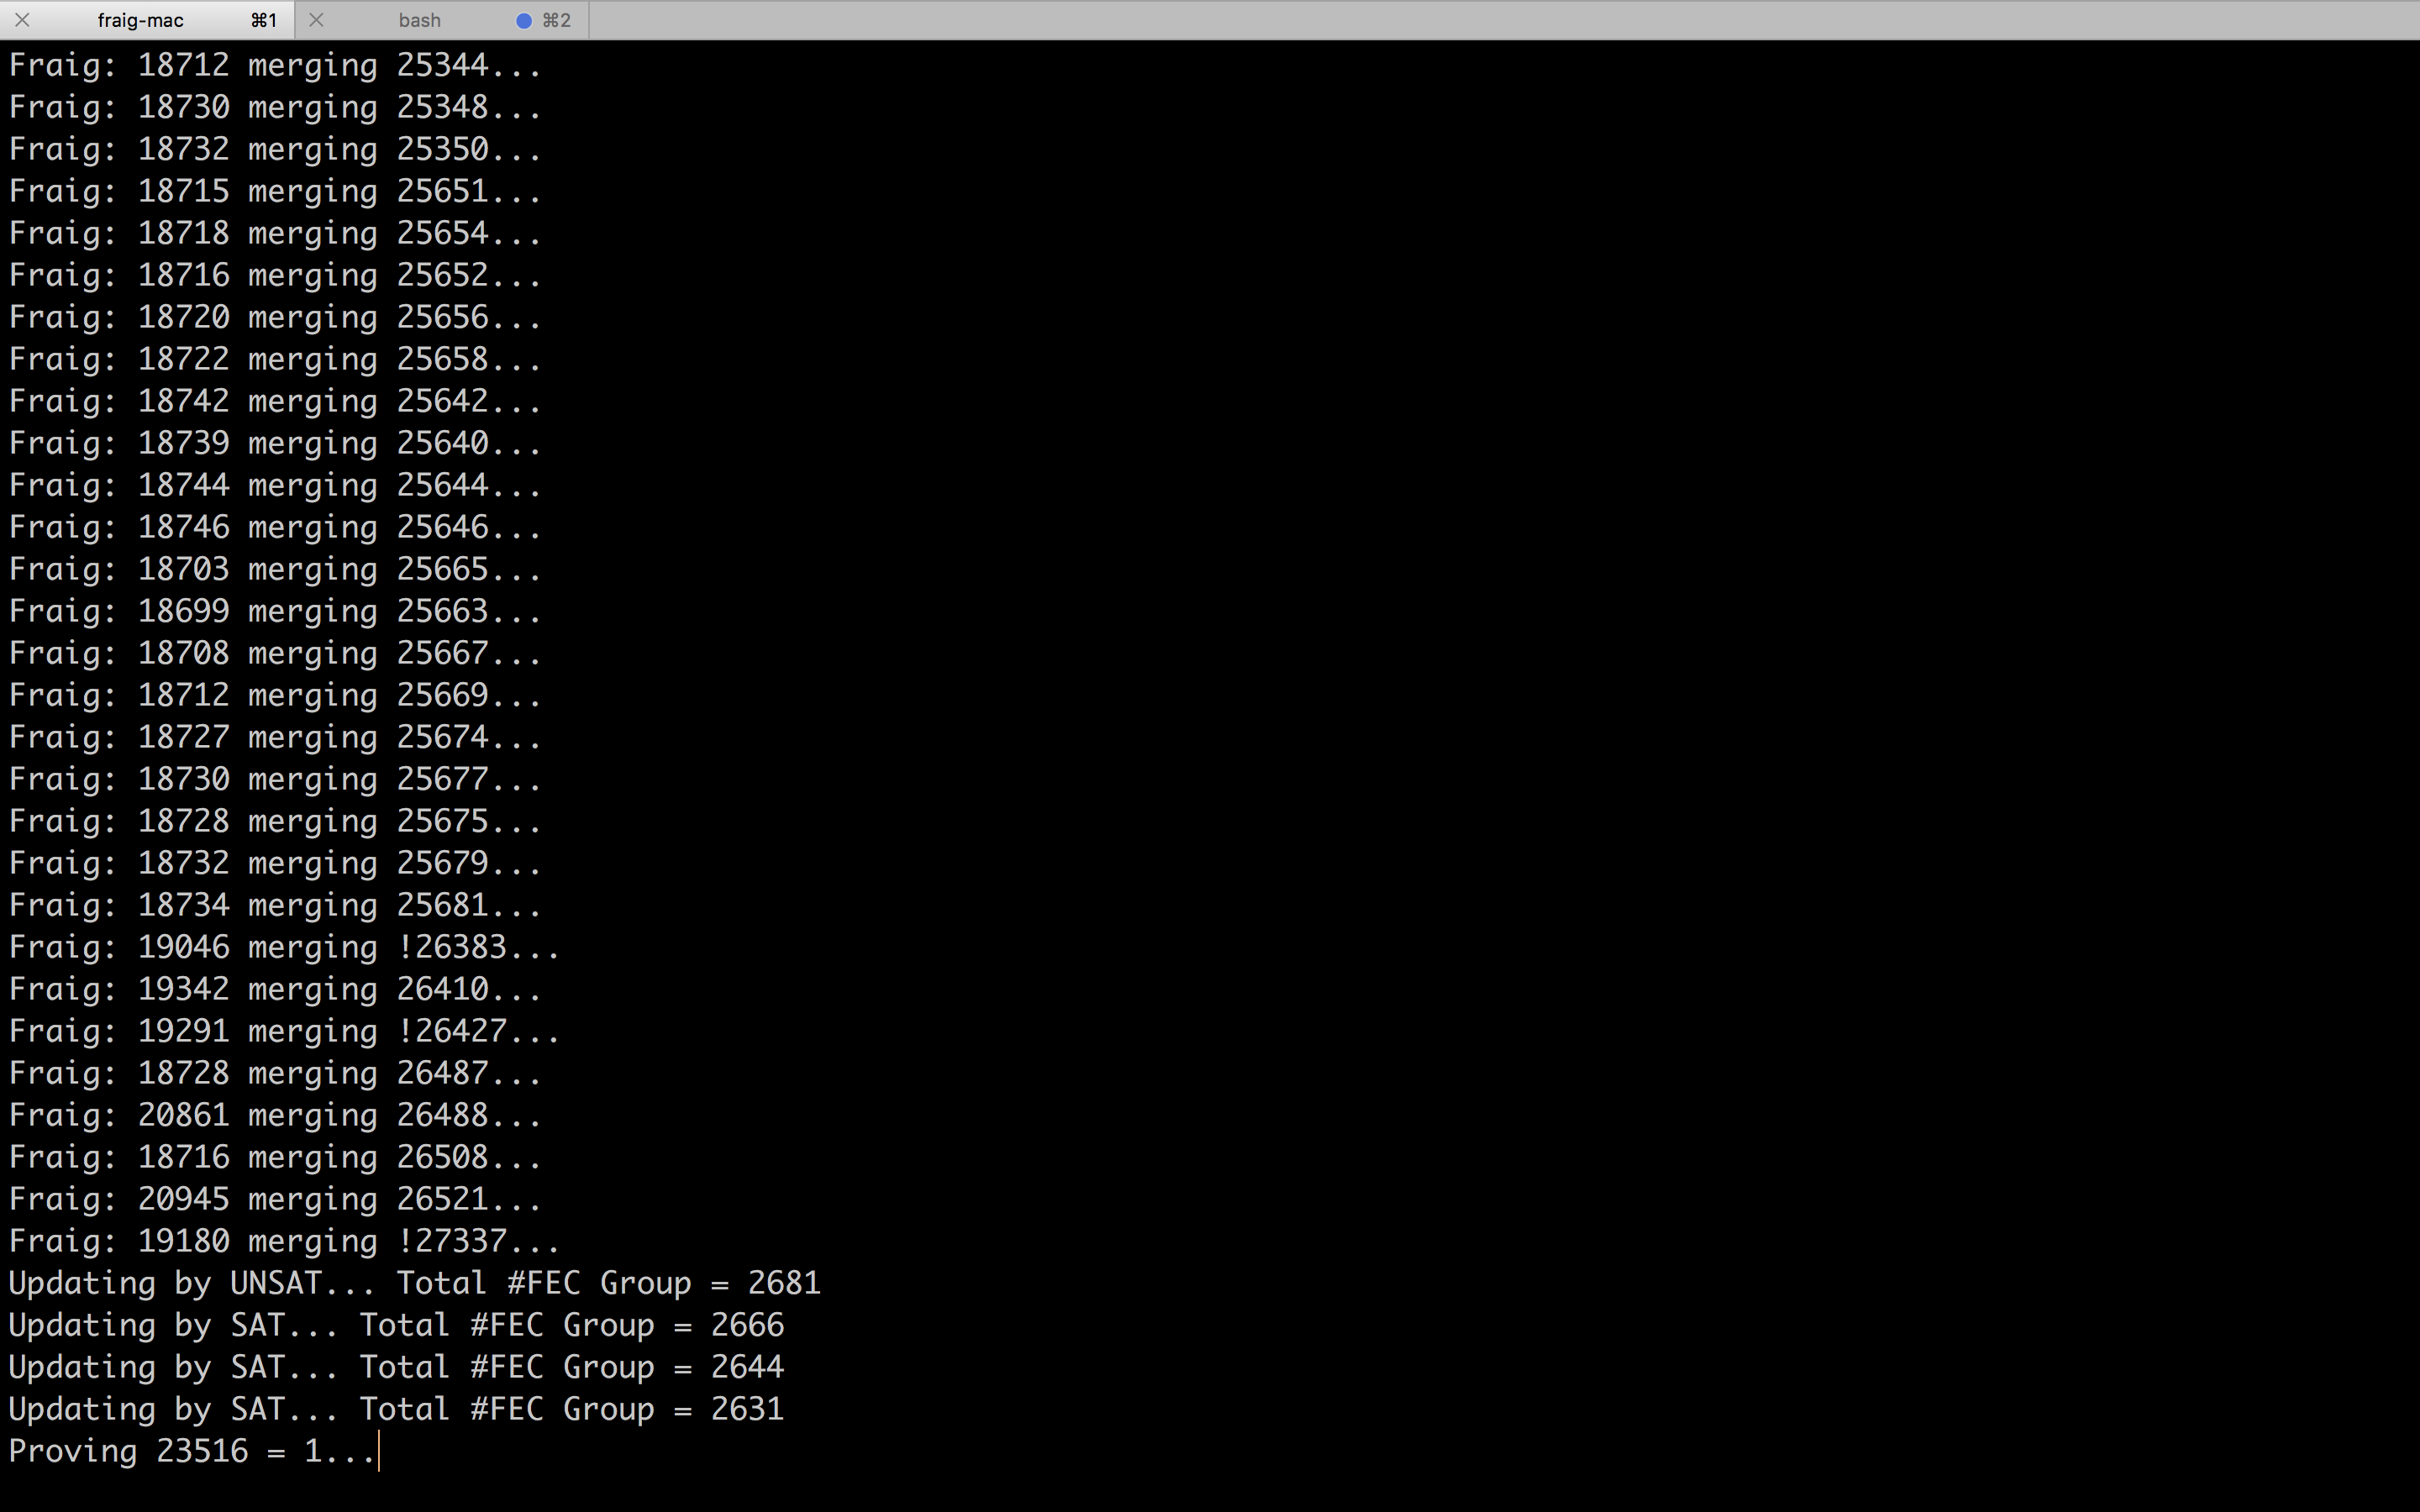 fraig-mac ⌘1 bash ⌘2
Fraig: 18712 merging 25344...
Fraig: 18730 merging 25348...
Fraig: 18732 merging 25350...
Fraig: 18715 merging 25651...
Fraig: 18718 merging 25654...
Fraig: 18716 merging 25652...
Fraig: 18720 merging 25656...
Fraig: 18722 merging 25658...
Fraig: 18742 merging 25642...
Fraig: 18739 merging 25640...
Fraig: 18744 merging 25644...
Fraig: 18746 merging 25646...
Fraig: 18703 merging 25665...
Fraig: 18699 merging 25663...
Fraig: 18708 merging 25667...
Fraig: 18712 merging 25669...
Fraig: 18727 merging 25674...
Fraig: 18730 merging 25677...
Fraig: 18728 merging 25675...
Fraig: 18732 merging 25679...
Fraig: 18734 merging 25681...
Fraig: 19046 merging !26383...
Fraig: 19342 merging 26410...
Fraig: 19291 merging !26427...
Fraig: 18728 merging 26487...
Fraig: 20861 merging 26488...
Fraig: 18716 merging 26508...
Fraig: 20945 merging 26521...
Fraig: 19180 merging !27337...
Updating by UNSAT... Total #FEC Group = 2681
Updating by SAT... Total #FEC Group = 2666
Updating by SAT... Total #FEC Group = 2644
Updating by SAT... Total #FEC Group = 2631
Proving 23516 = 1...